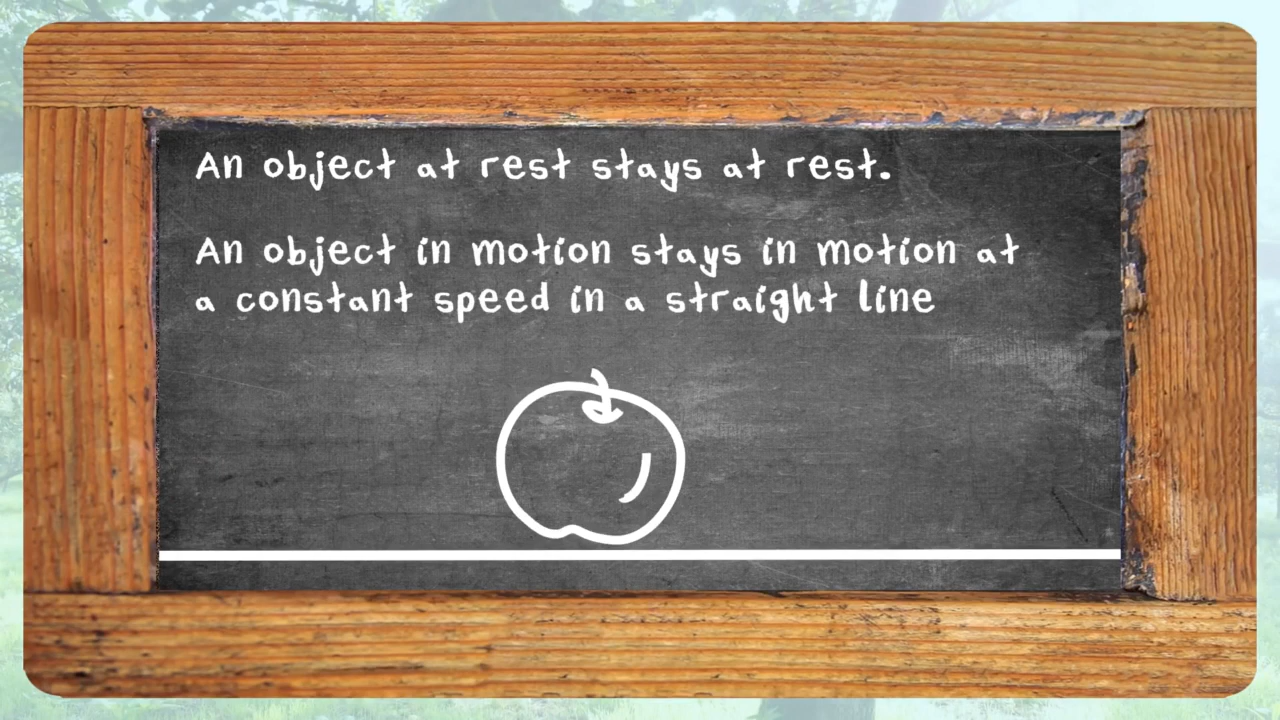 An object at rest stays at rest.
An object in motion stays in motion at
a constant speed in a straight line